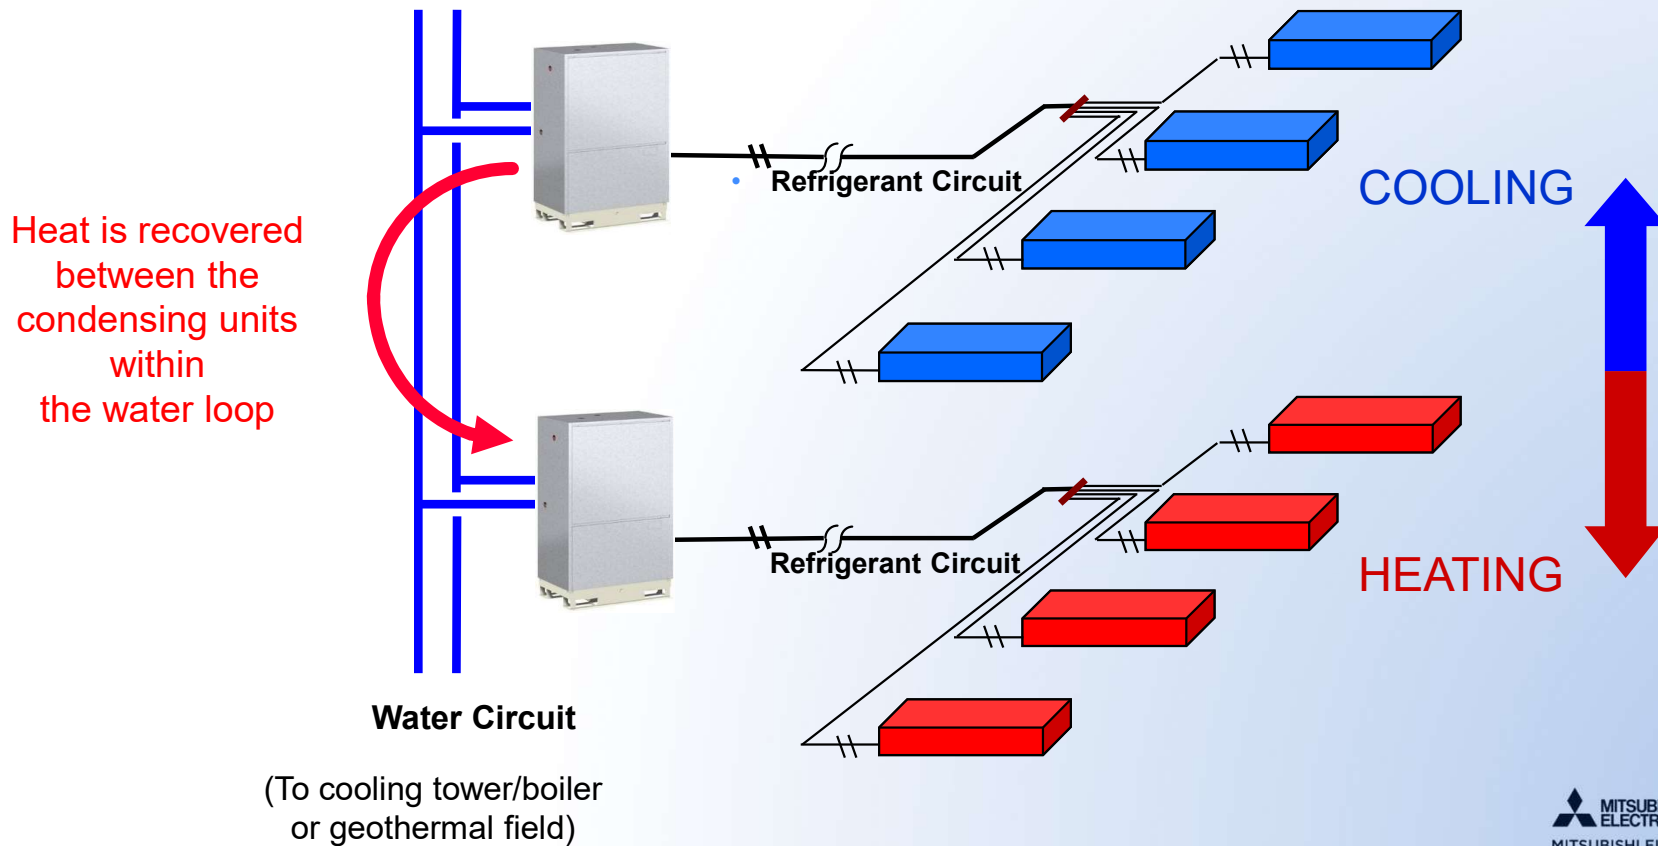 Refrigerant Circuit
COOLING
Heat is recovered
between the
condensing units
within
the water loop
Refrigerant Circuit
HEATING
Water Circuit
(To cooling tower/boiler
or geothermal field)